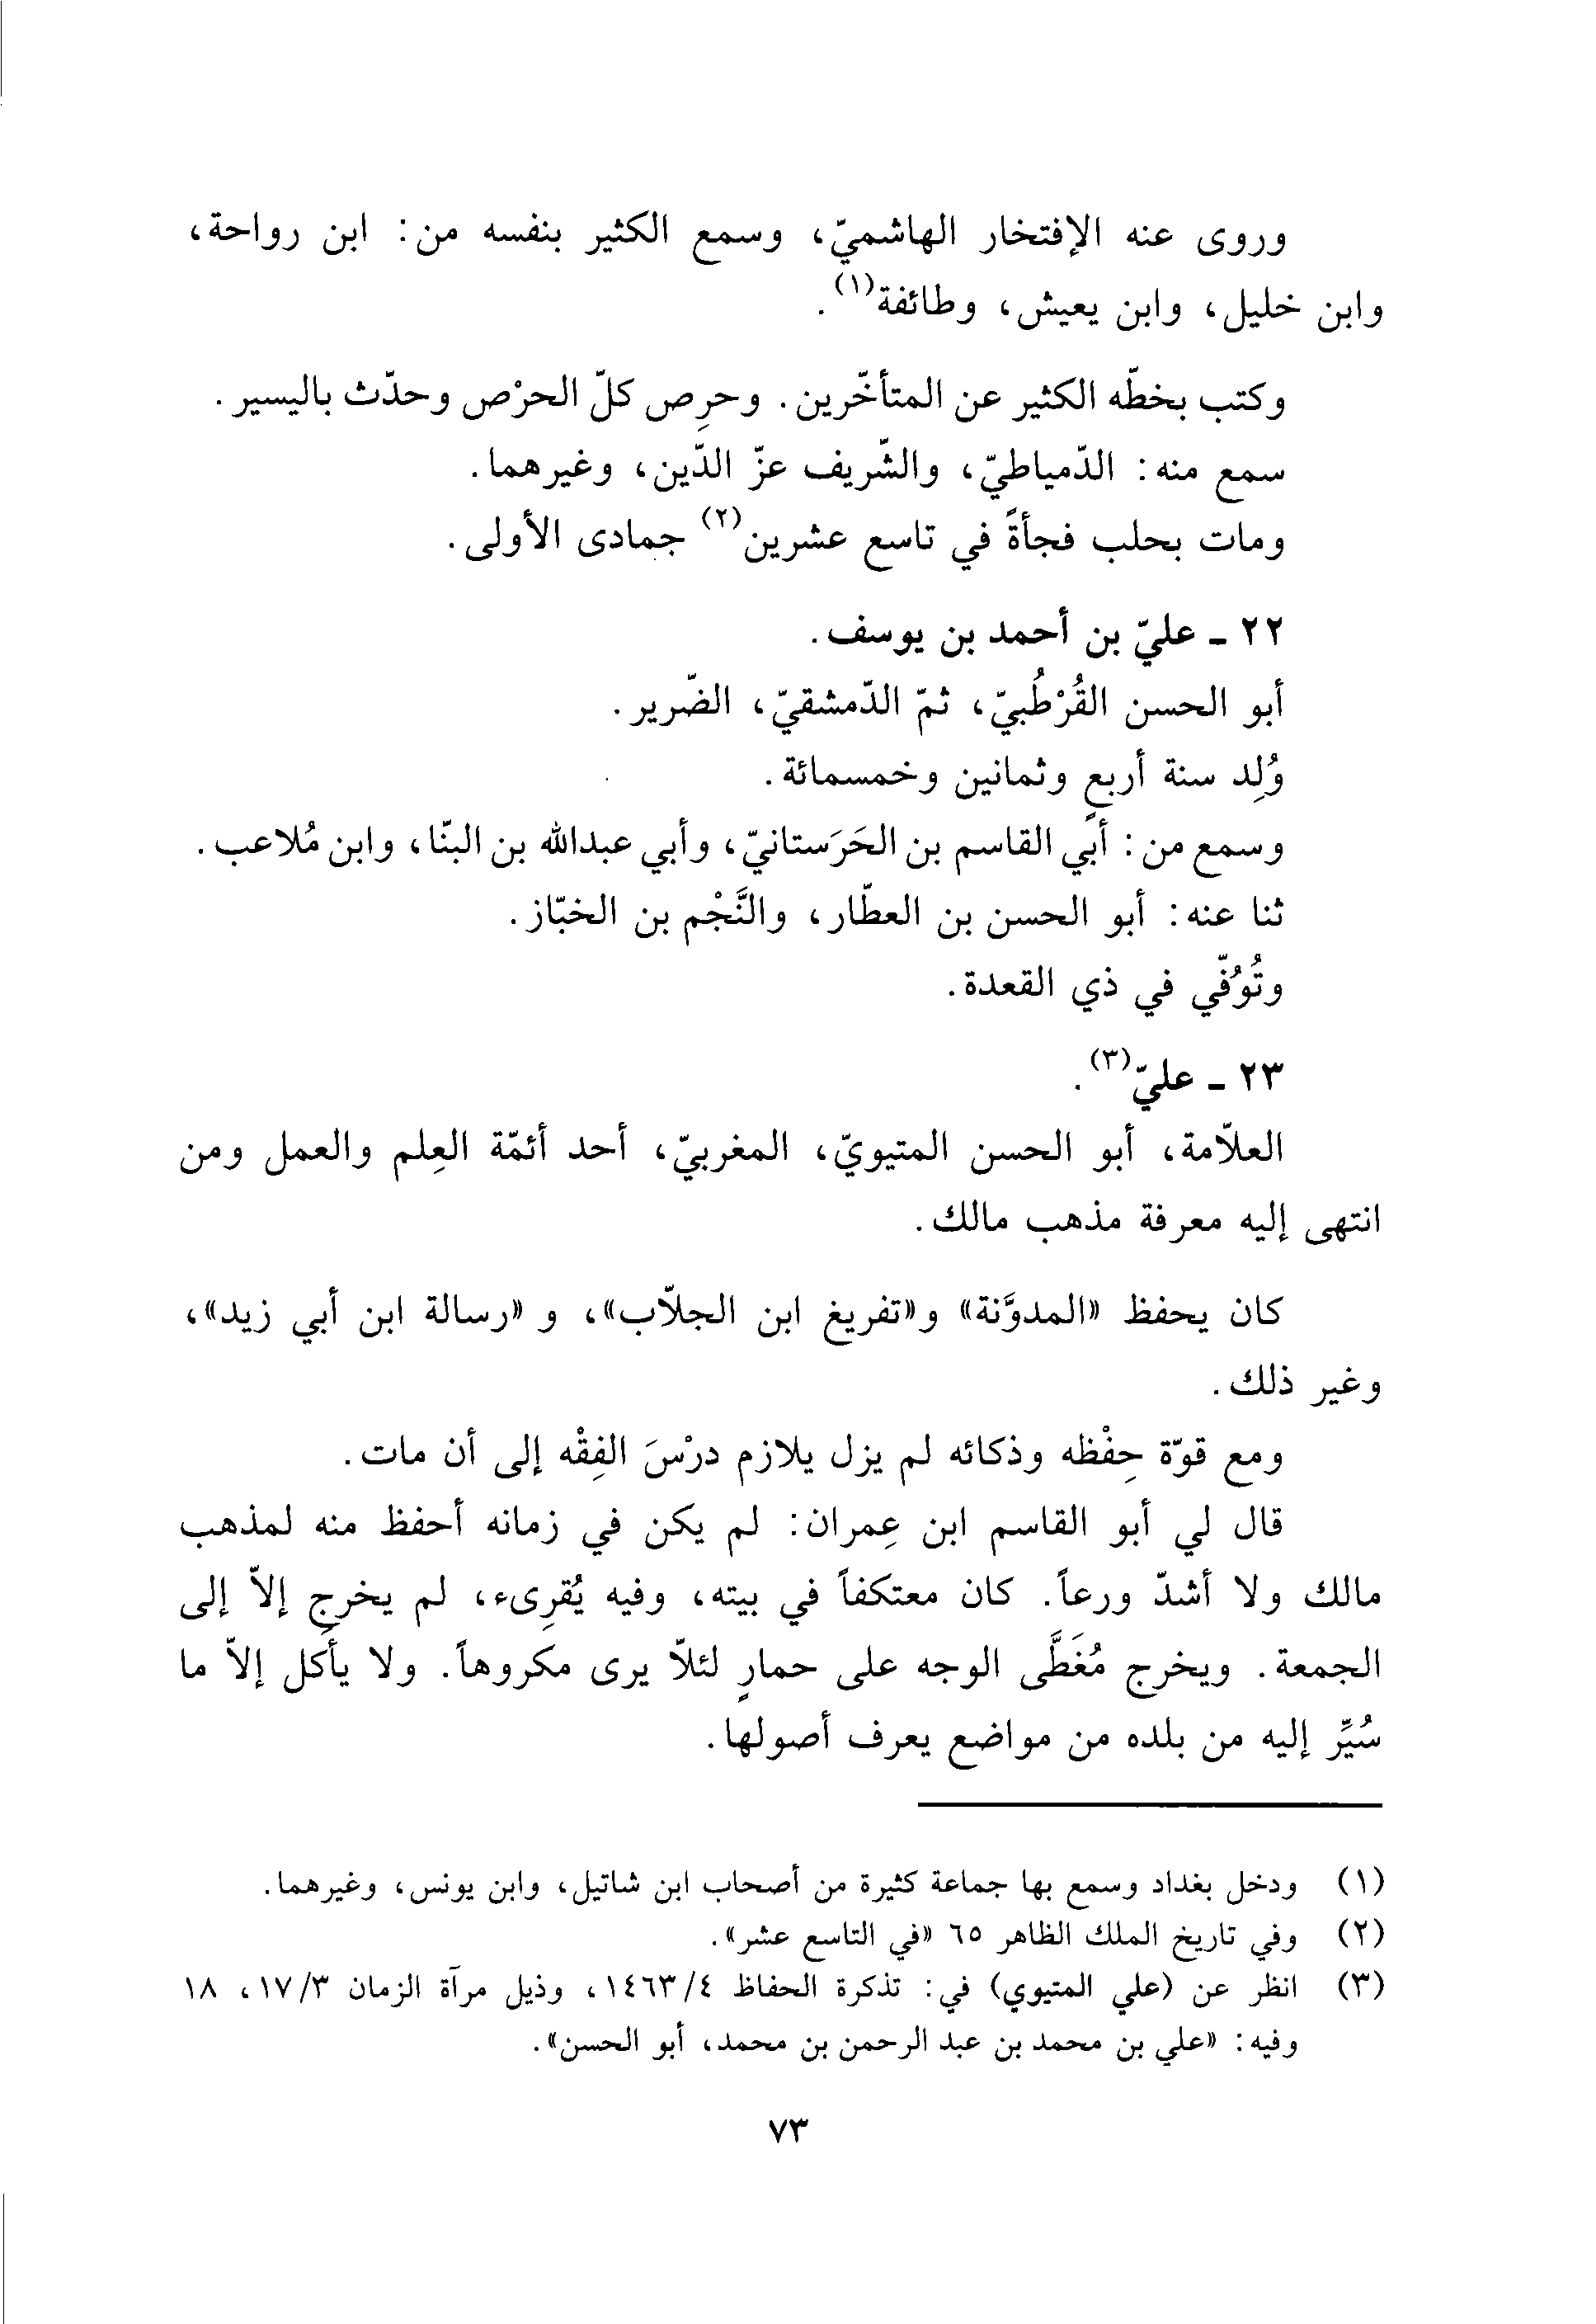 وروى عنه الإفتخار الهاشميّ، وسمع الكثير بنفسه من: ابن رواحة،
وابن خليل، وابن يعيش، وطائفة(١).
وكتب بخطّه الكثير عن المتأخّرين. وحرِص كلّ الحرْص وحدّث باليسير.
سمع منه: الدّمياطيّ، والشّريف عزّ الدّين، وغيرهما.
ومات بحلب فجأةً في تاسع عشرين(٢) جمادى الأولى.
٢٢ - عليّ بن أحمد بن يوسف.
أبو الحسن القُرْطُبيّ، ثمّ الدّمشقيّ، الضّرير.
وُلِد سنة أربعٍ وثمانين وخمسمائة.
وسمع من: أبي القاسم بن الحَرَستانيّ، وأبي عبدالله بن البنّا، وابن مُلاعب.
ثنا عنه: أبو الحسن بن العطّار، والنَّجْم بن الخبّاز.
وتُوُفّي في ذي القعدة.
٢٣ - عليّ(٣).
العلاّمة، أبو الحسن المتيويّ، المغربيّ، أحد أئمّة العِلم والعمل ومن
انتهى إليه معرفة مذهب مالك.
كان يحفظ «المدوَّنة» و«تفريغ ابن الجلاّب»، و «رسالة ابن أبي زيد»،
وغير ذلك.
ومع قوّة حِفْظه وذكائه لم يزل يلازم درْسَ الفِقْه إلى أن مات.
قال لي أبو القاسم ابن عِمران: لم يكن في زمانه أحفظ منه لمذهب
مالك ولا أشدّ ورعاً. كان معتكفاً في بيته، وفيه يُقرِىء، لم يخرجِ إلاّ إلى
الجمعة. ويخرج مُغَطَّى الوجه على حمارٍ لئلاّ يرى مكروهاً. ولا يأكل إلاّ ما
سُيِّر إليه من بلده من مواضع يعرف أصولها.
(١) ودخل بغداد وسمع بها جماعة كثيرة من أصحاب ابن شاتيل، وابن يونس، وغيرهما.
(٢) وفي تاريخ الملك الظاهر ٦٥ «في التاسع عشر».
(٣) انظر عن (علي المتيوي) في: تذكرة الحفاظ ١٤٦٣/٤، وذيل مرآة الزمان ١٧/٣، ١٨
وفيه: «علي بن محمد بن عبد الرحمن بن محمد، أبو الحسن».
٧٣